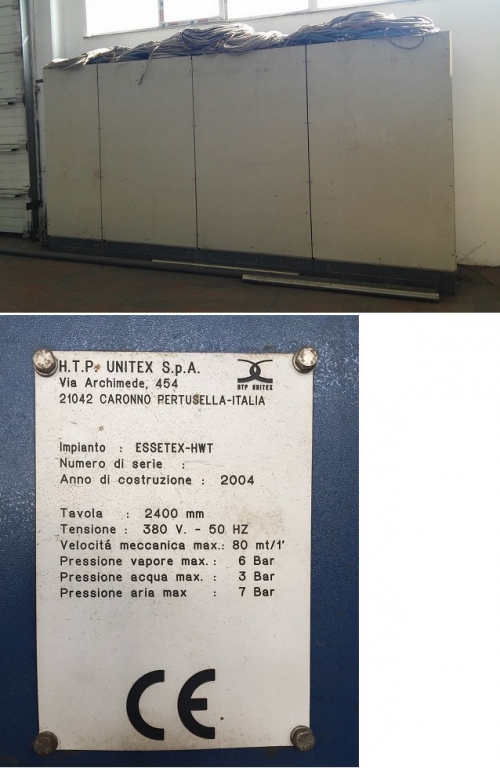 H.T.P. UNITEX S.p.A.
Via Archimede, 454
21042 CARONNO PERTUSELLA-ITALIA
HTP UNITEX
Impianto : ESSETEX-HWT
Numero di serie :
Anno di costruzione : 2004
Tavola : 2400 mm
Tensione : 380 V. - 50 HZ
Velocitá meccanica max.: 80 mt/1'
Pressione vapore max.: 6 Bar
Pressione acqua max. : 3 Bar
Pressione aria max : 7 Bar
CE